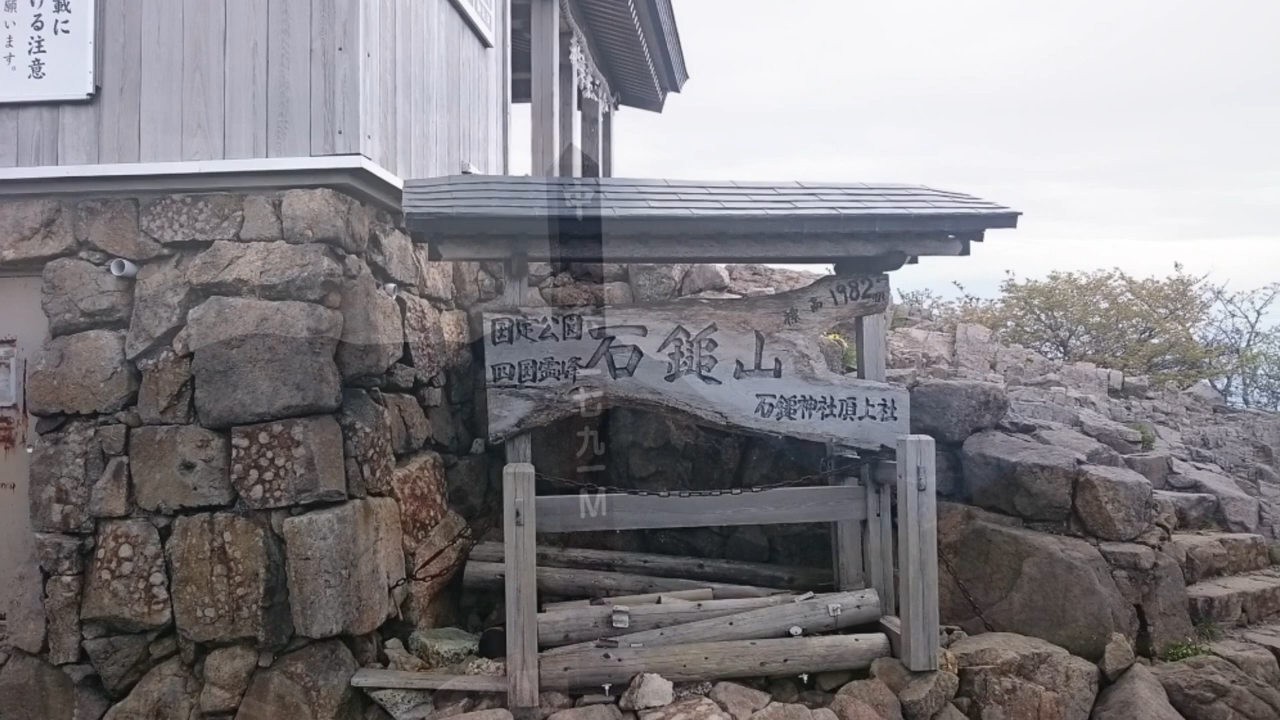 載に
ける注意
願います。
国定公園
四国霊峰
石鎚山
標高1982M
石鎚神社頂上社
中
七九一M